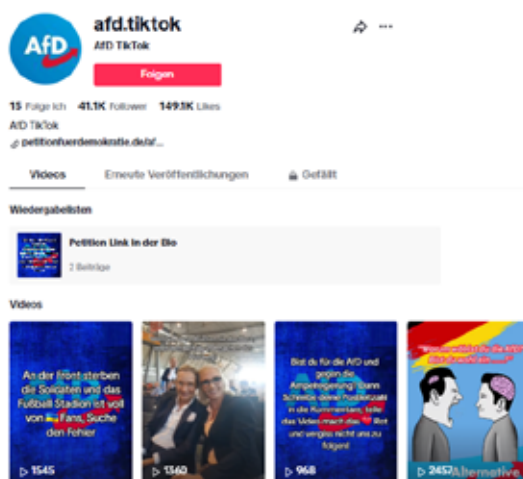 AfD
afd.tiktok
AfD TikTok
Folgen
15 Folge ich 41.1K Follower 149.1K Likes
AfD TikTok
petitionfuerdemokratie.de/af...
Videos Erneute Veröffentlichungen Gefällt
Wiedergabelisten
Petition Link in der Bio
2 Beiträge
Videos
An der front sterben
die Soldaten und das
Fußball Stadion ist voll
von Fans, Suche
den Fehler
1545
1360
Bist du für die AfD und
gegen die
Ampelregierung? Dann
Schreibe deine Postleitzahl
in die Kommentare, teile
das Video mach das Rot
und vergiss nicht uns zu
folgen!
968
du die AfD
2457
Alternative